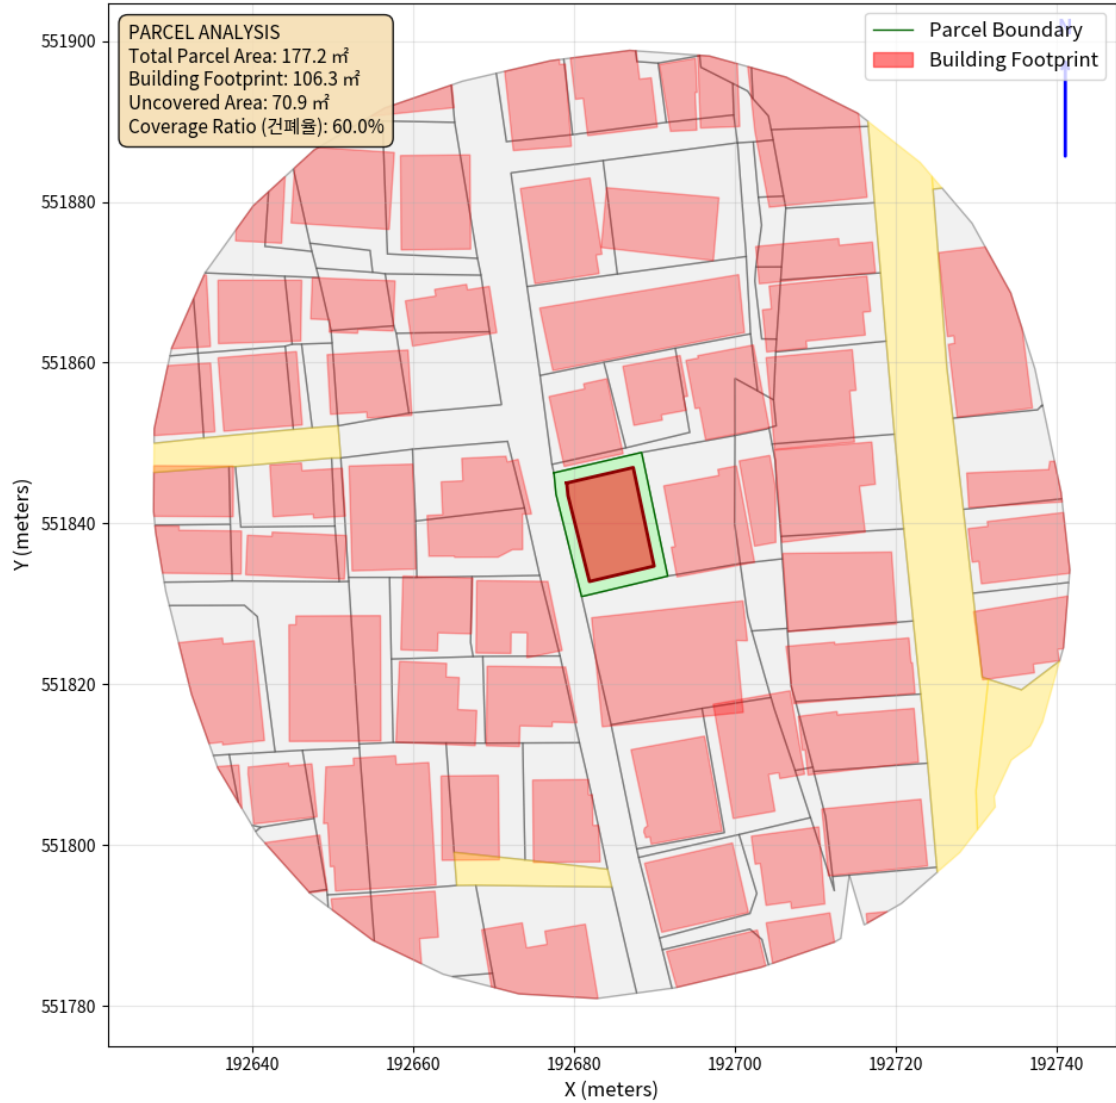 PARCEL ANALYSIS
Total Parcel Area: 177.2 ㎡
Building Footprint: 106.3 ㎡
Uncovered Area: 70.9 ㎡
Coverage Ratio (건폐율): 60.0%
N
Parcel Boundary
Building Footprint
551900
551880
551860
551840
551820
551800
551780
Y (meters)
192640
192660
192680
192700
192720
192740
X (meters)